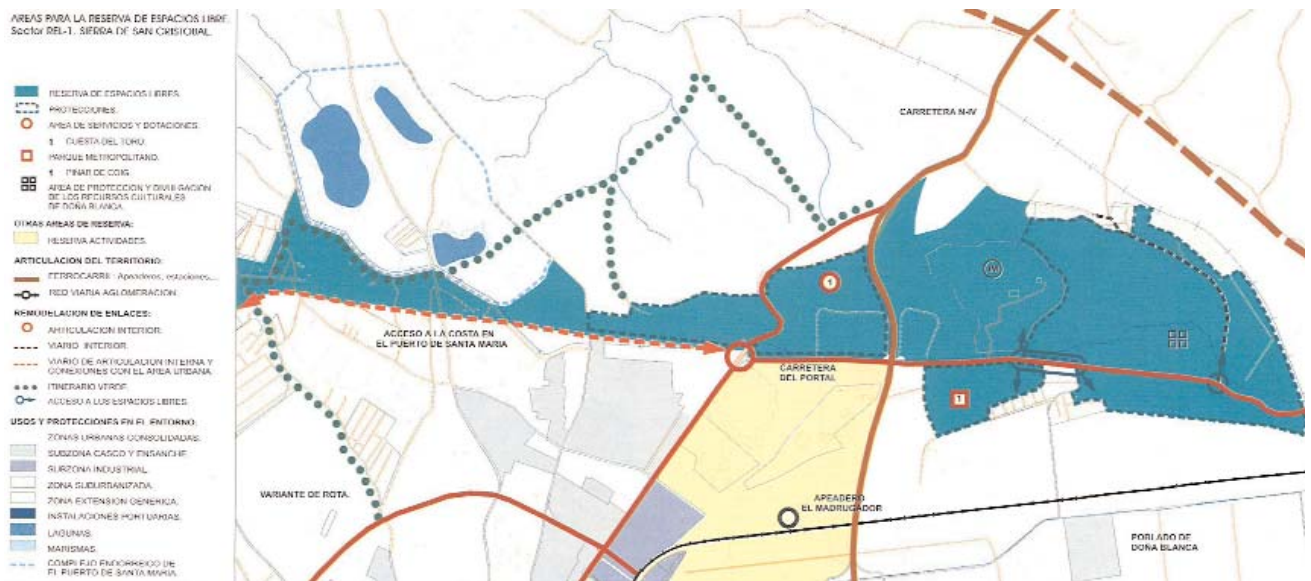 AREAS PARA LA RESERVA DE ESPACIOS LIBRE.
Sector REL-1. SIERRA DE SAN CRISTOBAL.
RESERVA DE ESPACIOS LIBRES.
PROTECCIONES.
AREA DE SERVICIOS Y DOTACIONES.
1 CUESTA DEL TORO.
PARQUE METROPOLITANO.
1 PINAR DE COIG
AREA DE PROTECCION Y DIVULGACION
DE LOS RECURSOS CULTURALES
DE DOÑA BLANCA.
OTRAS AREAS DE RESERVA:
RESERVA ACTIVIDADES.
ARTICULACION DEL TERRITORIO:
FERROCARRIL: Apeaderos, estaciones,...
RED VIARIA AGLOMERACION.
REMODELACION DE ENLACES:
ARTICULACION INTERIOR.
VIARIO INTERIOR.
VIARIO DE ARTICULACION INTERNA Y
CONEXIONES CON EL AREA URBANA.
ITINERARIO VERDE.
ACCESO A LOS ESPACIOS LIBRES.
USOS Y PROTECCIONES EN EL ENTORNO:
ZONAS URBANAS CONSOLIDADAS.
SUBZONA CASCO Y ENSANCHE.
SUBZONA INDUSTRIAL
ZONA SUBURBANIZADA.
ZONA EXTENSION GENERICA.
INSTALACIONES PORTUARIAS.
LAGUNAS.
MARISMAS.
COMPLEJO ENDORREICO DE
EL PUERTO DE SANTA MARIA.
CARRETERA N-IV
1
ACCESO A LA COSTA EN
EL PUERTO DE SANTA MARIA
CARRETERA
DEL PORTAL
1
VARIANTE DE ROTA.
APEADERO
EL MADRUGADOR
POBLADO DE
DOÑA BLANCA